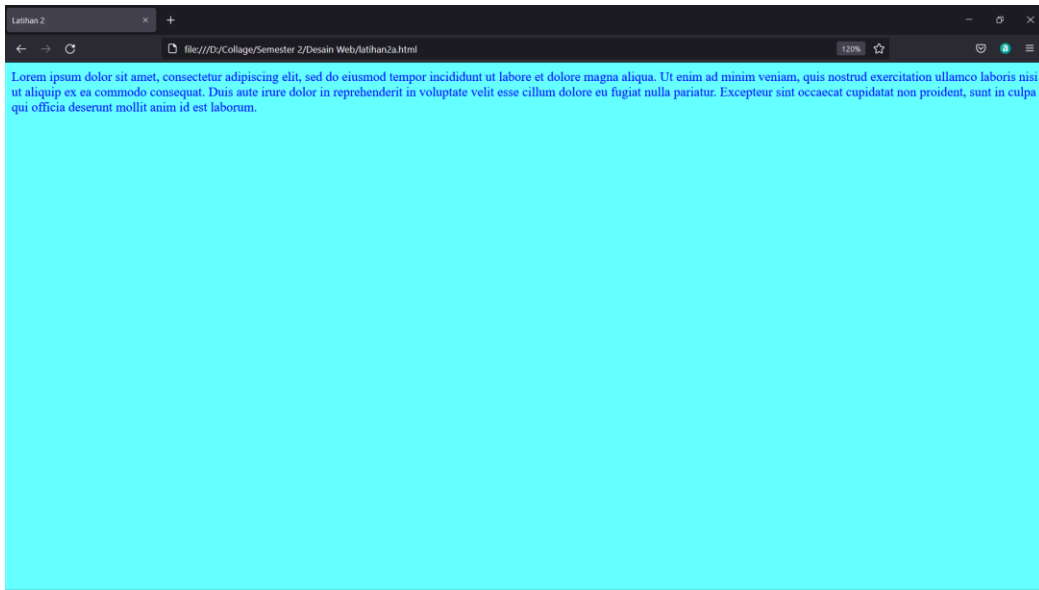 Latihan 2
file:///D:/Collage/Semester 2/Desain Web/latihan2a.html
120%
a
Lorem ipsum dolor sit amet, consectetur adipiscing elit, sed do eiusmod tempor incididunt ut labore et dolore magna aliqua. Ut enim ad minim veniam, quis nostrud exercitation ullamco laboris nisi
ut aliquip ex ea commodo consequat. Duis aute irure dolor in reprehenderit in voluptate velit esse cillum dolore eu fugiat nulla pariatur. Excepteur sint occaecat cupidatat non proident, sunt in culpa
qui officia deserunt mollit anim id est laborum.